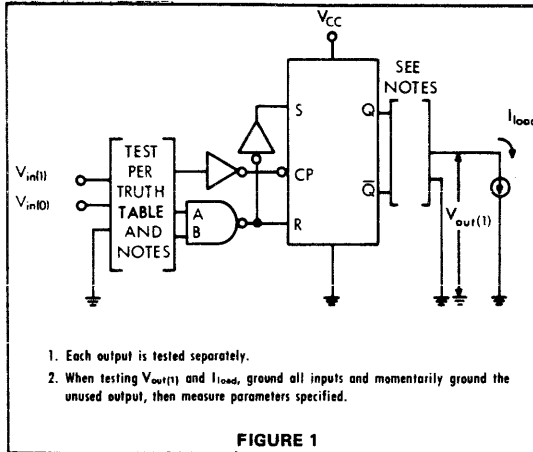 VCC
SEE
NOTES
Iload
S
Q
TEST
PER
TRUTH
TABLE
AND
NOTES
Vin(1)
Vin(0)
CP
Q̅
A
B
R
Vout(1)
1. Each output is tested separately.
2. When testing Vout(1) and Iload, ground all inputs and momentarily ground the
unused output, then measure parameters specified.
FIGURE 1